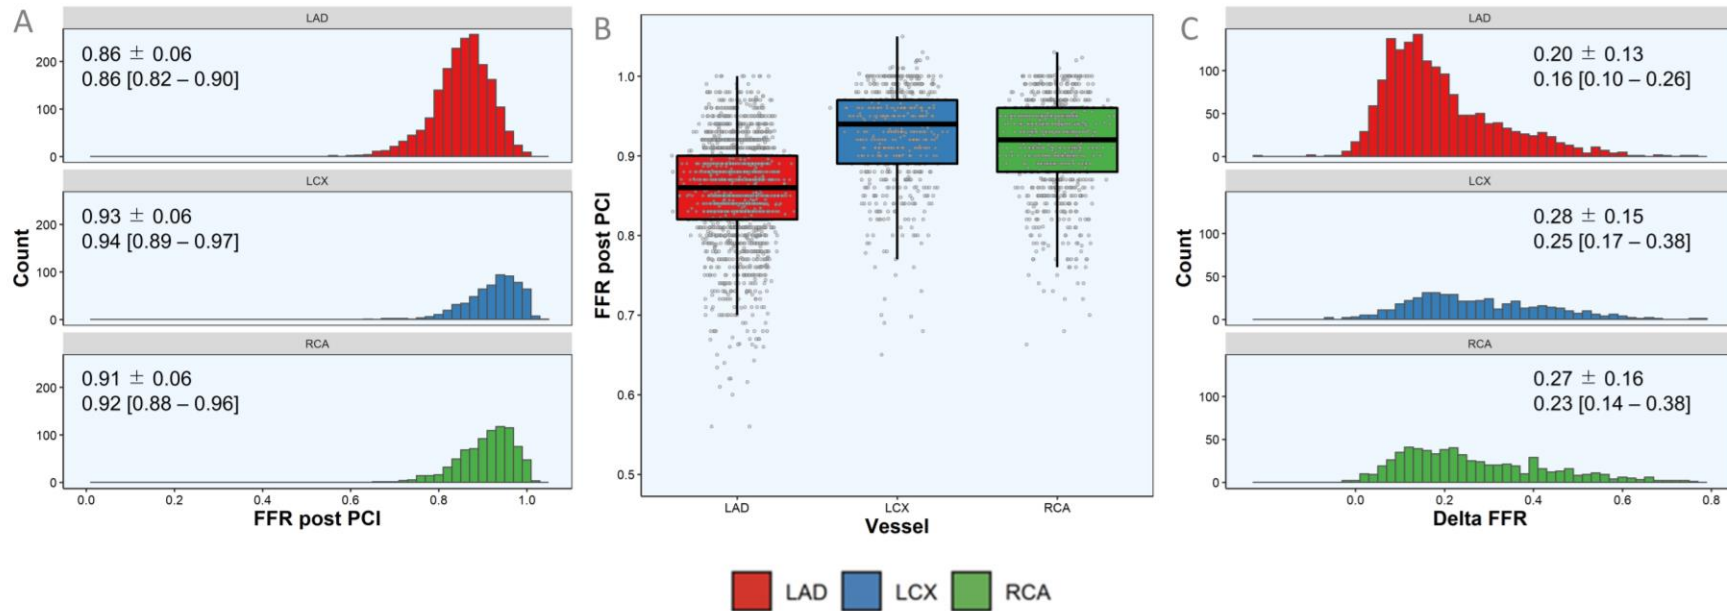 A
LAD
0.86 ± 0.06
0.86 [0.82 – 0.90]
200
100
0
LCX
0.93 ± 0.06
0.94 [0.89 – 0.97]
200
100
0
RCA
0.91 ± 0.06
0.92 [0.88 – 0.96]
200
100
0
Count
0.0 0.2 0.4 0.6 0.8 1.0
FFR post PCI
B
1.0
0.9
0.8
0.7
0.6
0.5
FFR post PCI
LAD LCX RCA
Vessel
C
LAD
0.20 ± 0.13
0.16 [0.10 – 0.26]
100
50
0
LCX
0.28 ± 0.15
0.25 [0.17 – 0.38]
100
50
0
RCA
0.27 ± 0.16
0.23 [0.14 – 0.38]
100
50
0
Count
0.0 0.2 0.4 0.6 0.8
Delta FFR
LAD LCX RCA